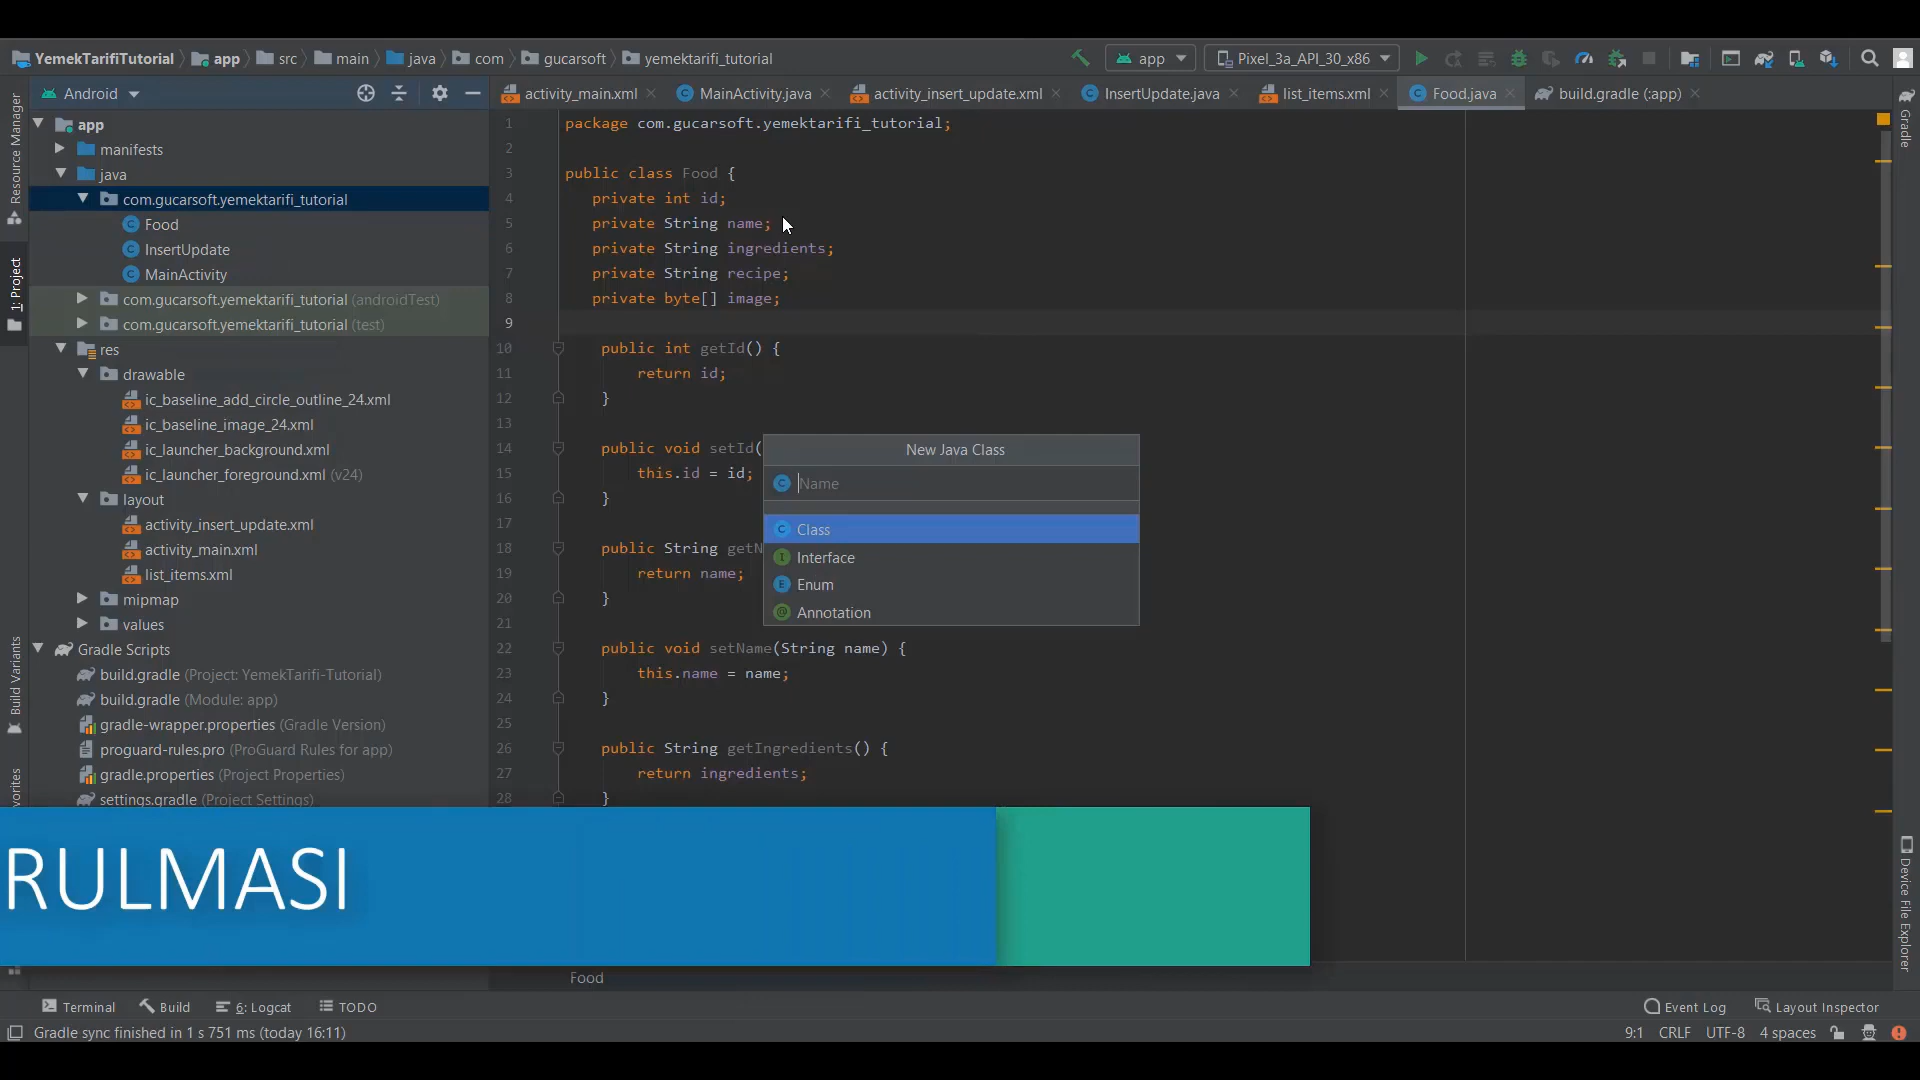 YemekTarifiTutorial app src main java com gucarsoft yemektarifi_tutorial app Pixel_3a_API_30_x86
Android
activity_main.xml MainActivity.java activity_insert_update.xml InsertUpdate.java list_items.xml Food.java build.gradle (:app)
Resource Manager
1: Project
Build Variants
vorites
app
manifests
java
com.gucarsoft.yemektarifi_tutorial
Food
InsertUpdate
MainActivity
com.gucarsoft.yemektarifi_tutorial (androidTest)
com.gucarsoft.yemektarifi_tutorial (test)
res
drawable
ic_baseline_add_circle_outline_24.xml
ic_baseline_image_24.xml
ic_launcher_background.xml
ic_launcher_foreground.xml (v24)
layout
activity_insert_update.xml
activity_main.xml
list_items.xml
mipmap
values
Gradle Scripts
build.gradle (Project: YemekTarifi-Tutorial)
build.gradle (Module: app)
gradle-wrapper.properties (Gradle Version)
proguard-rules.pro (ProGuard Rules for app)
gradle.properties (Project Properties)
settings.gradle (Project Settings)
1 package com.gucarsoft.yemektarifi_tutorial;
2
3 public class Food {
4 private int id;
5 private String name;
6 private String ingredients;
7 private String recipe;
8 private byte[] image;
9
10 public int getId() {
11 return id;
12 }
13
14 public void setId(
15 this.id = id;
16 }
17
18 public String getN
19 return name;
20 }
21
22 public void setName(String name) {
23 this.name = name;
24 }
25
26 public String getIngredients() {
27 return ingredients;
28 }
New Java Class
Name
Class
Interface
Enum
Annotation
RULMASI
Food
Gradle
Device File Explorer
Terminal Build 6: Logcat TODO Event Log Layout Inspector
Gradle sync finished in 1 s 751 ms (today 16:11) 9:1 CRLF UTF-8 4 spaces